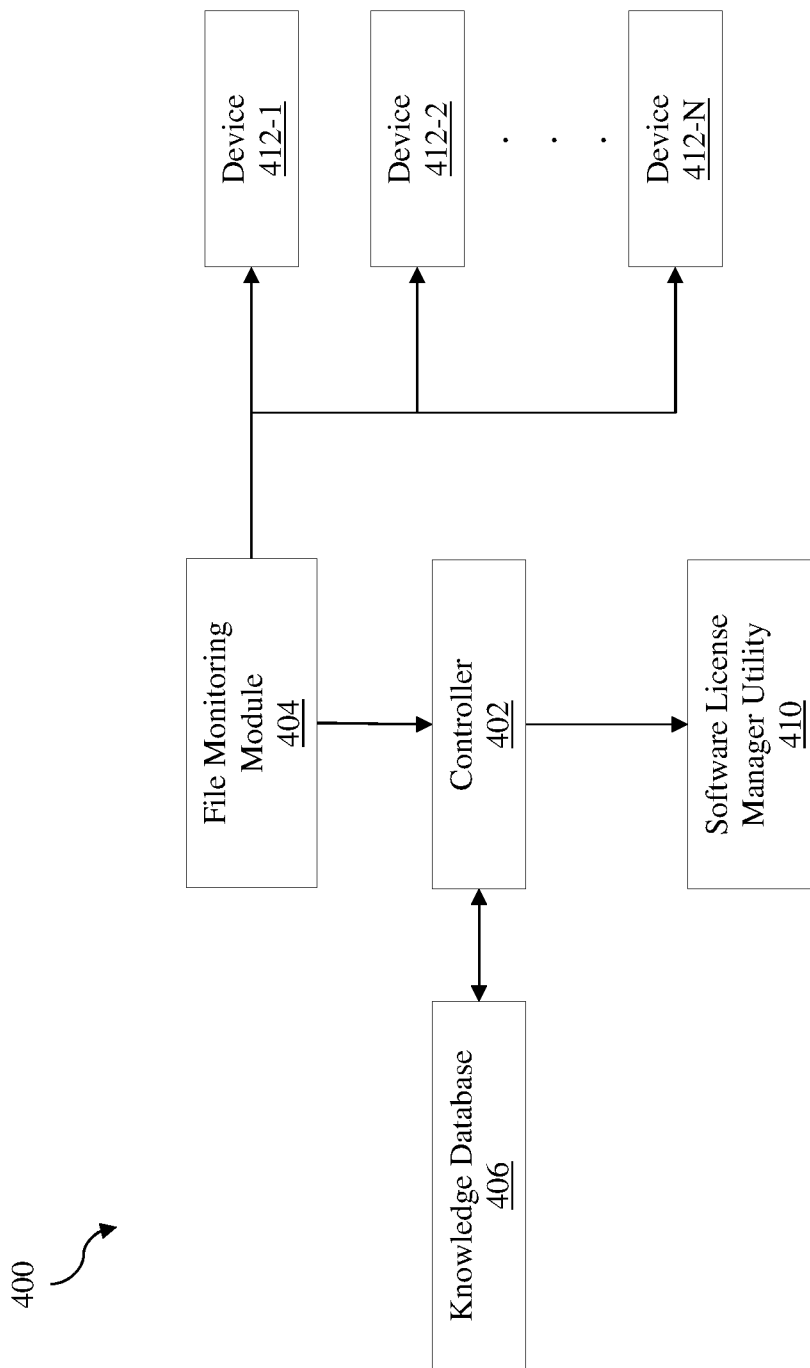 400
File Monitoring
Module
404
Device
412-1
Device
412-2
. . .
Device
412-N
Knowledge Database
406
Controller
402
Software License
Manager Utility
410